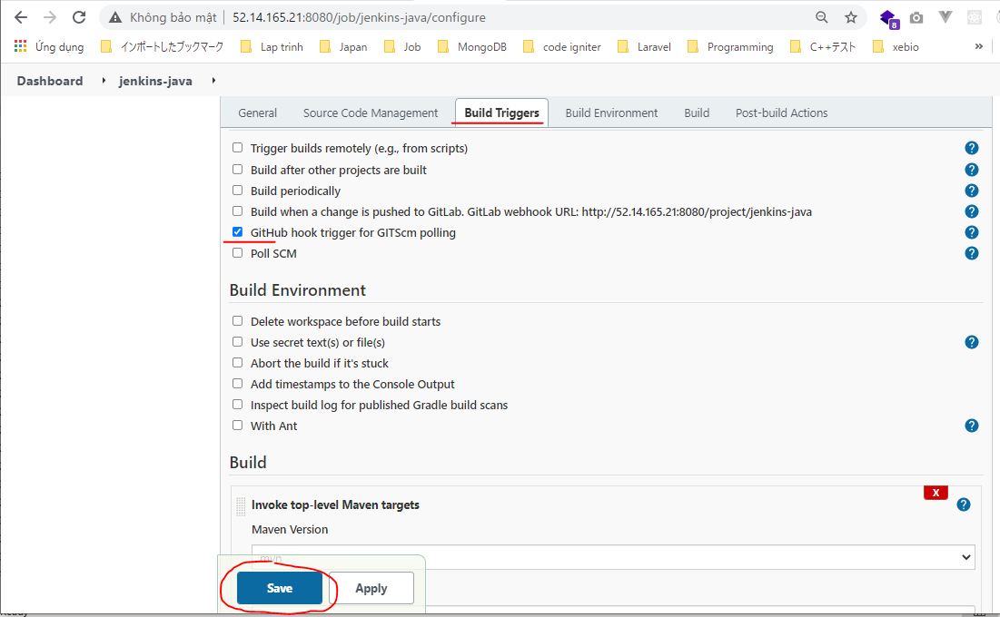 Không bảo mật 52.14.165.21:8080/job/jenkins-java/configure
8
Ứng dụng インポートしたブックマーク Lap trinh Japan Job MongoDB code igniter Laravel Programming C++テスト xebio »
Dashboard jenkins-java
General Source Code Management Build Triggers Build Environment Build Post-build Actions
Trigger builds remotely (e.g., from scripts) ?
Build after other projects are built ?
Build periodically ?
Build when a change is pushed to GitLab. GitLab webhook URL: http://52.14.165.21:8080/project/jenkins-java ?
GitHub hook trigger for GITScm polling ?
Poll SCM ?
Build Environment
Delete workspace before build starts
Use secret text(s) or file(s) ?
Abort the build if it's stuck
Add timestamps to the Console Output
Inspect build log for published Gradle build scans
With Ant ?
Build
X
Invoke top-level Maven targets ?
Maven Version
mvn
Save Apply